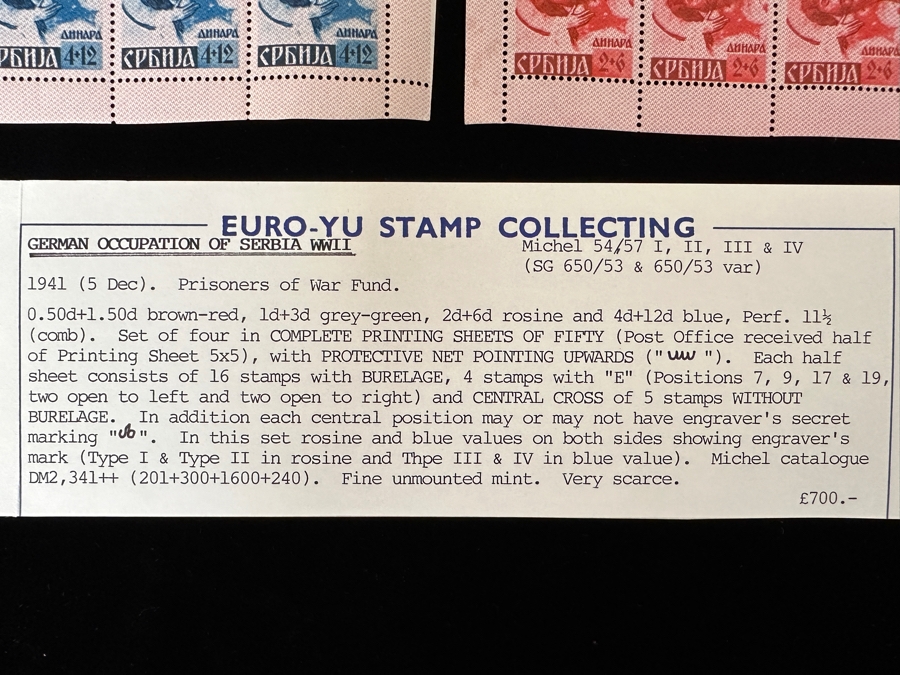 ДИНАРА ДИНАРА ДИНАРА
СРБИЈА 4+12 СРБИЈА 4+12 СРБИЈА 4+12
ДИНАРА ДИНАРА ДИНАРА
СРБИЈА 2+6 СРБИЈА 2+6 СРБИЈА 2+6
EURO-YU STAMP COLLECTING
GERMAN OCCUPATION OF SERBIA WWII Michel 54/57 I, II, III & IV
(SG 650/53 & 650/53 var)
1941 (5 Dec). Prisoners of War Fund.
0.50d+1.50d brown-red, 1d+3d grey-green, 2d+6d rosine and 4d+12d blue, Perf. 11½
(comb). Set of four in COMPLETE PRINTING SHEETS OF FIFTY (Post Office received half
of Printing Sheet 5x5), with PROTECTIVE NET POINTING UPWARDS (" "). Each half
sheet consists of 16 stamps with BURELAGE, 4 stamps with "E" (Positions 7, 9, 17 & 19,
two open to left and two open to right) and CENTRAL CROSS of 5 stamps WITHOUT
BURELAGE. In addition each central position may or may not have engraver's secret
marking " ". In this set rosine and blue values on both sides showing engraver's
mark (Type I & Type II in rosine and Thpe III & IV in blue value). Michel catalogue
DM2,341++ (201+300+1600+240). Fine unmounted mint. Very scarce.
£700.-